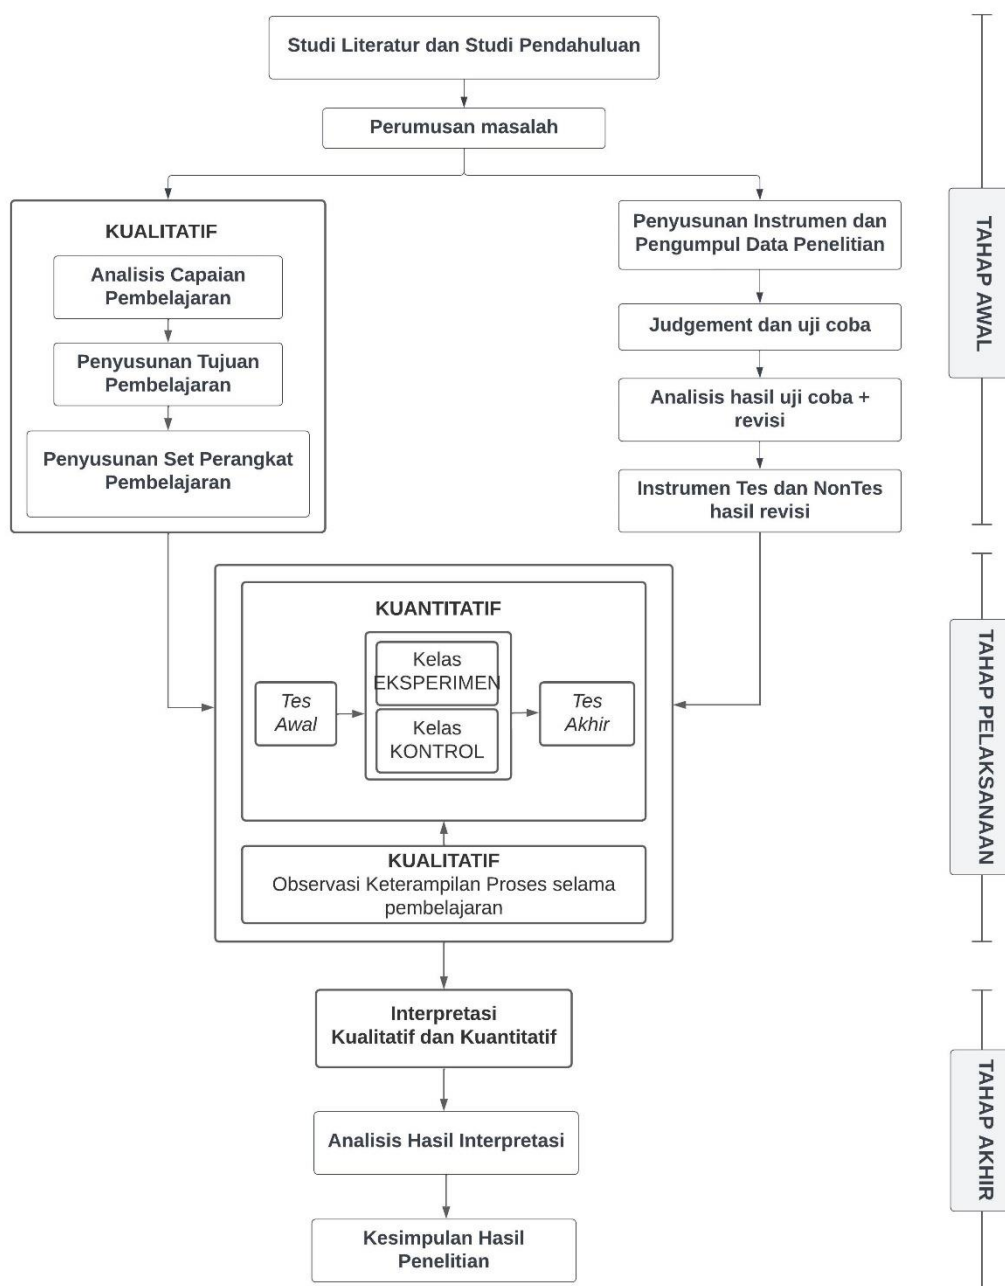 Studi Literatur dan Studi Pendahuluan
Perumusan masalah
KUALITATIF
Analisis Capaian
Pembelajaran
Penyusunan Tujuan
Pembelajaran
Penyusunan Set Perangkat
Pembelajaran
Penyusunan Instrumen dan
Pengumpul Data Penelitian
Judgement dan uji coba
Analisis hasil uji coba +
revisi
Instrumen Tes dan NonTes
hasil revisi
TAHAP AWAL
KUANTITATIF
Tes
Awal
Kelas
EKSPERIMEN
Kelas
KONTROL
Tes
Akhir
KUALITATIF
Observasi Keterampilan Proses selama
pembelajaran
TAHAP PELAKSANAAN
Interpretasi
Kualitatif dan Kuantitatif
Analisis Hasil Interpretasi
Kesimpulan Hasil
Penelitian
TAHAP AKHIR